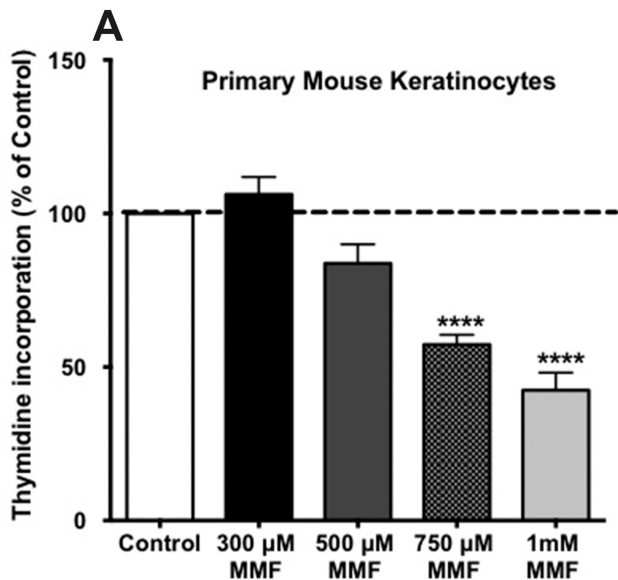 A
Primary Mouse Keratinocytes
Thymidine incorporation (% of Control)
150
100
50
0
****
****
Control
300 µM
MMF
500 µM
MMF
750 µM
MMF
1mM
MMF